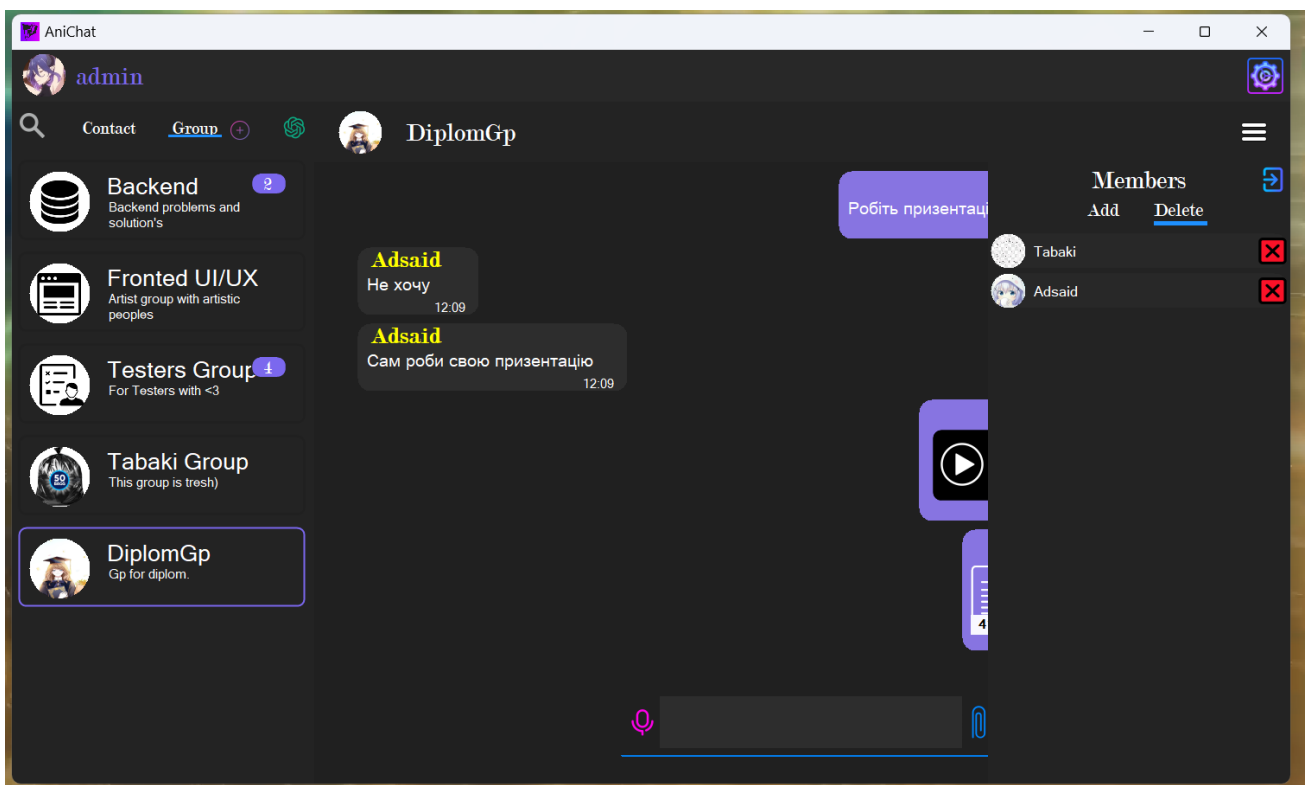 AniChat
admin
Contact
Group
DiplomGp
Backend
2
Backend problems and
solution's
Fronted UI/UX
Artist group with artistic
peoples
Testers Group
4
For Testers with <3
Tabaki Group
This group is tresh)
50
DiplomGp
Gp for diplom.
Робіть призентаці
Adsaid
Не хочу
12:09
Adsaid
Сам роби свою призентацію
12:09
4
Members
Add
Delete
Tabaki
Adsaid